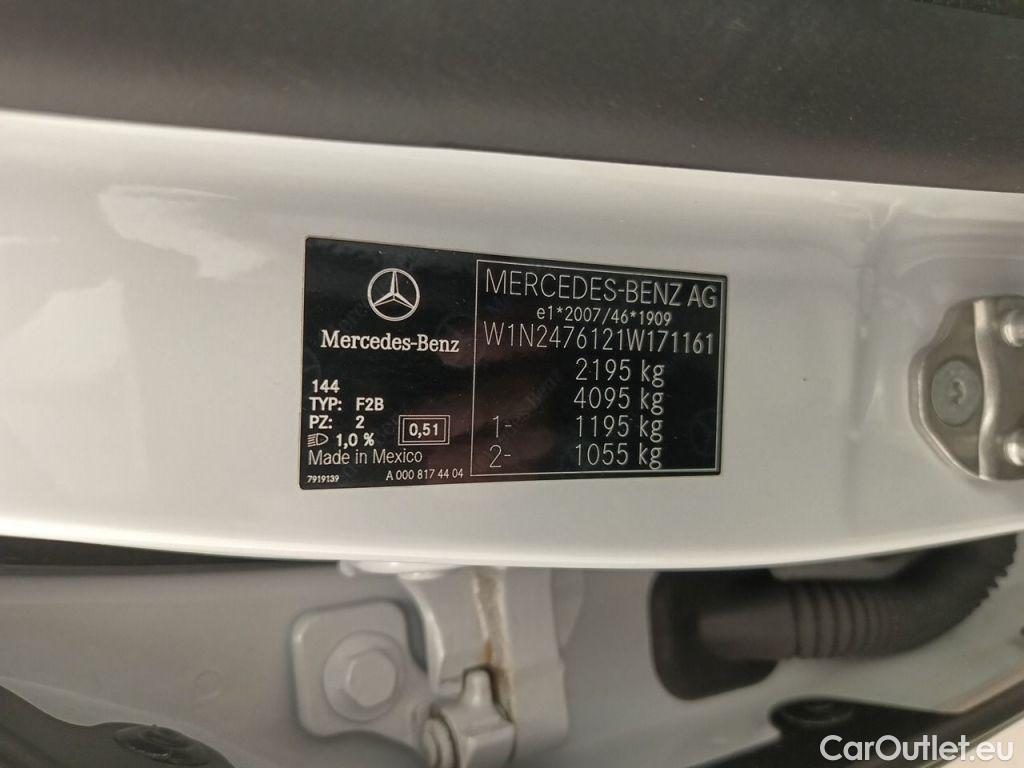 Mercedes-Benz
144
TYP: F2B
PZ: 2
1,0 %
0,51
Made in Mexico
7919139
A 000 817 44 04
MERCEDES-BENZ AG
e1*2007/46*1909
W1N2476121W171161
2195 kg
4095 kg
1- 1195 kg
2- 1055 kg
CarOutlet.eu